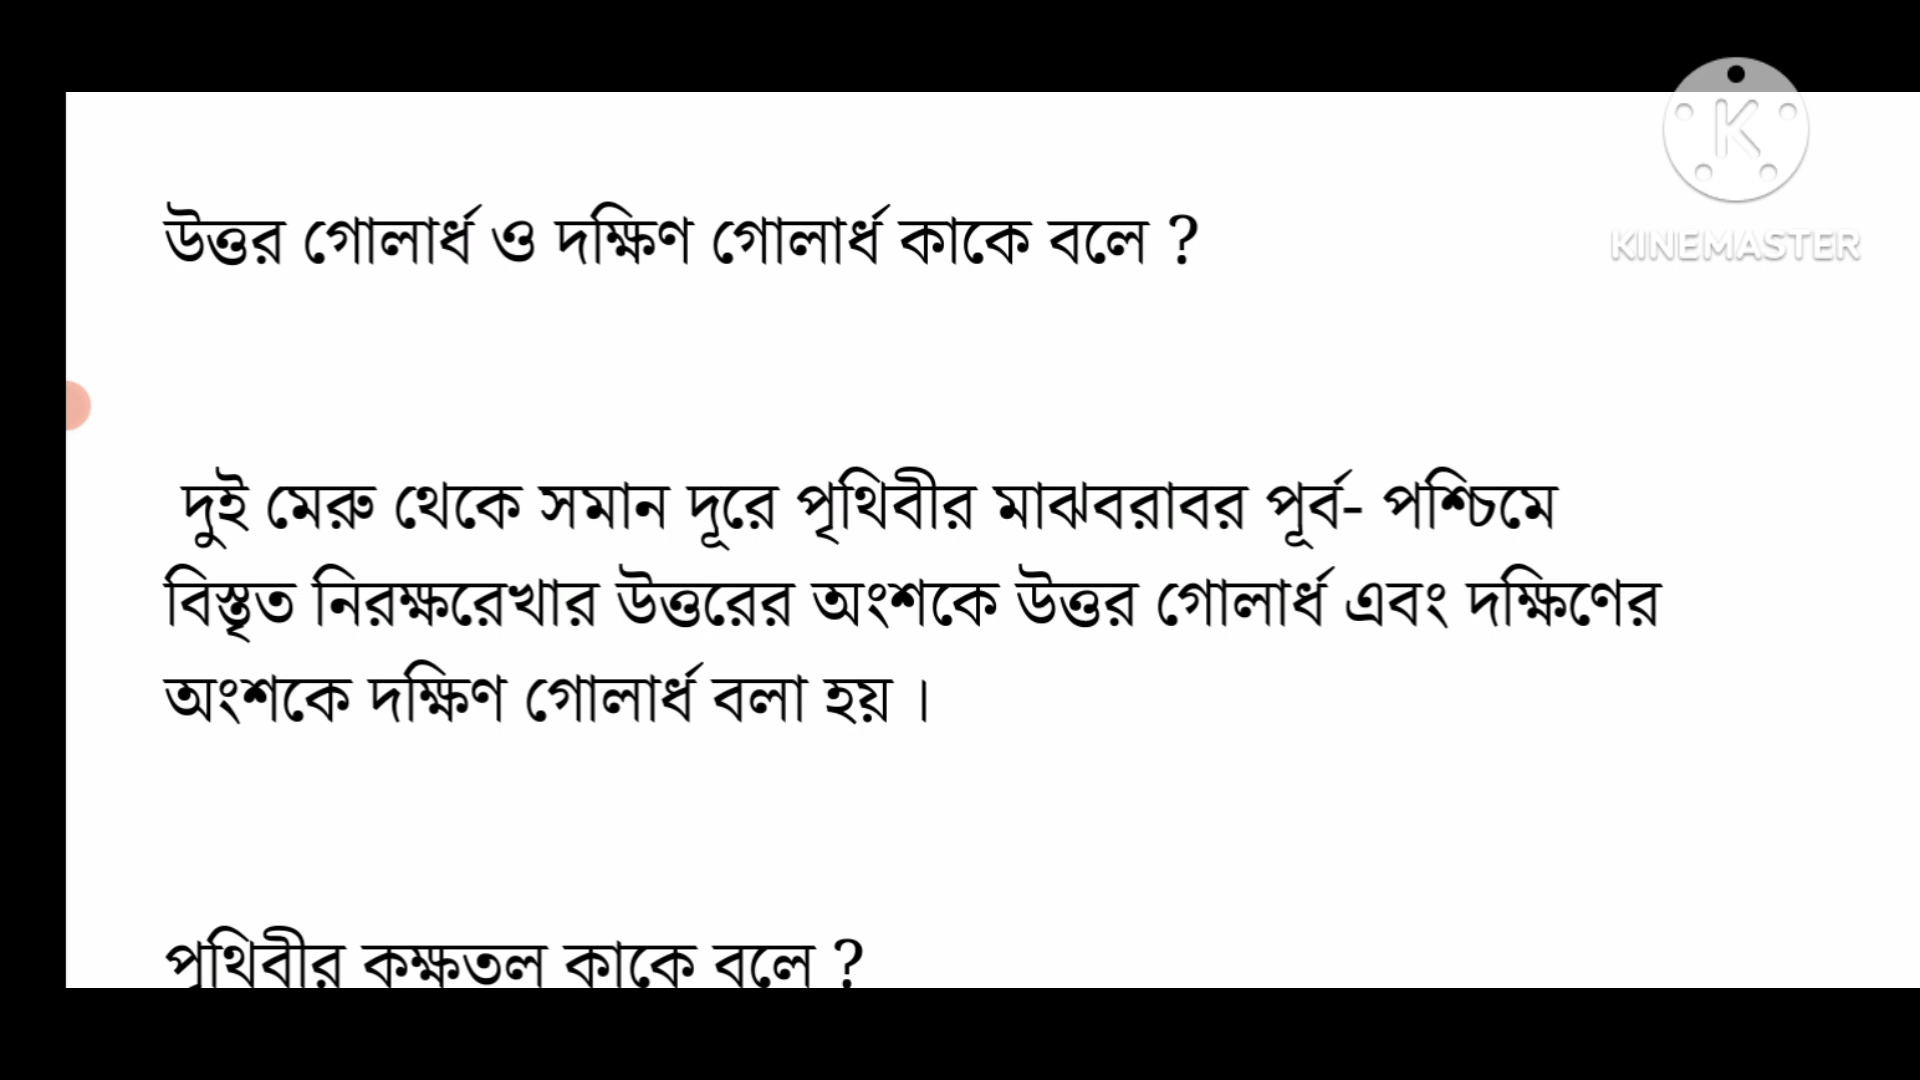 KINEMASTER
উত্তর গোলার্ধ ও দক্ষিণ গোলার্ধ কাকে বলে ?
দুই মেরু থেকে সমান দূরে পৃথিবীর মাঝবরাবর পূর্ব- পশ্চিমে
বিস্তৃত নিরক্ষরেখার উত্তরের অংশকে উত্তর গোলার্ধ এবং দক্ষিণের
অংশকে দক্ষিণ গোলার্ধ বলা হয় ।
পৃথিবীর কক্ষতল কাকে বলে ?